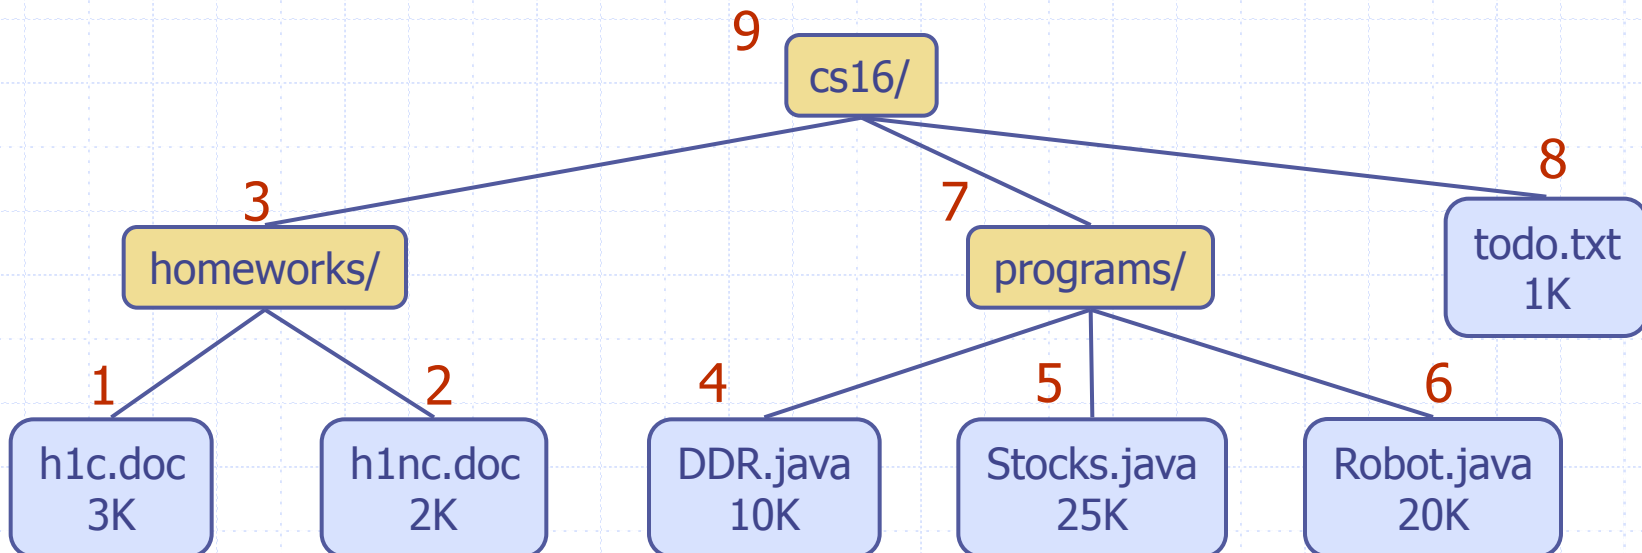 9
cs16/
8
3
7
todo.txt
1K
homeworks/
programs/
1
2
4
5
6
h1c.doc
3K
h1nc.doc
2K
DDR.java
10K
Stocks.java
25K
Robot.java
20K